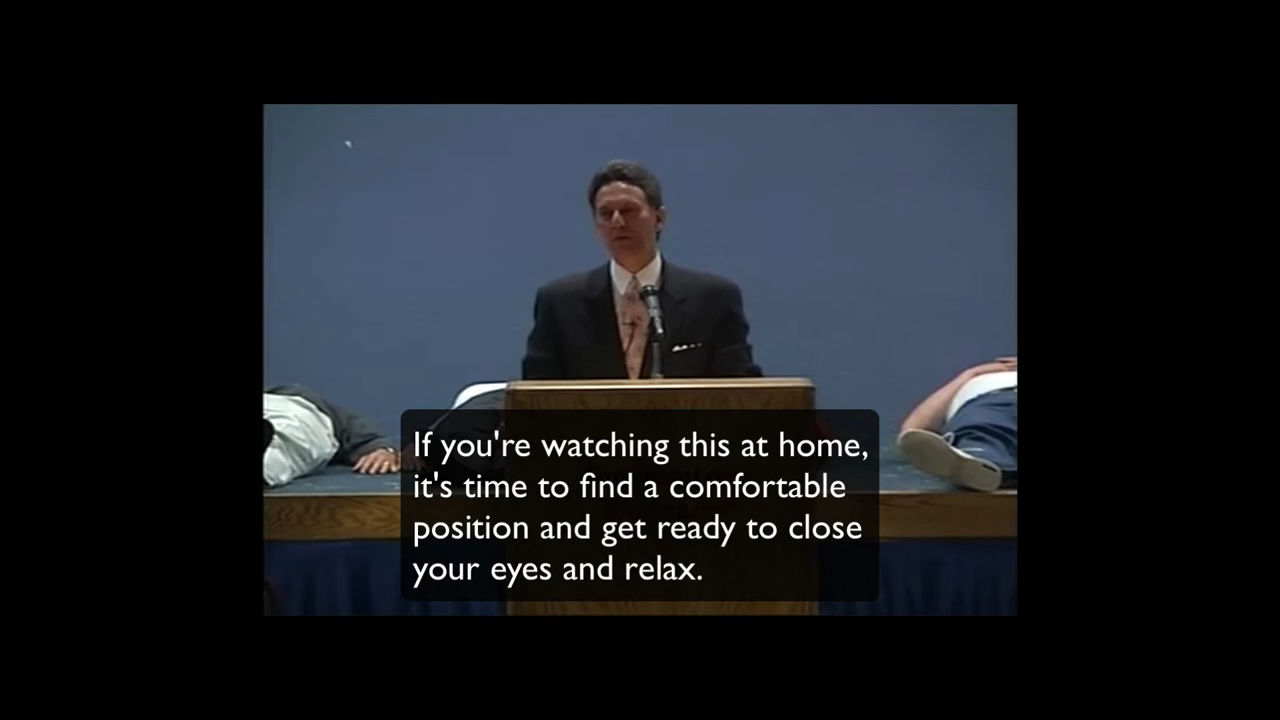 If you're watching this at home,
it's time to find a comfortable
position and get ready to close
your eyes and relax.